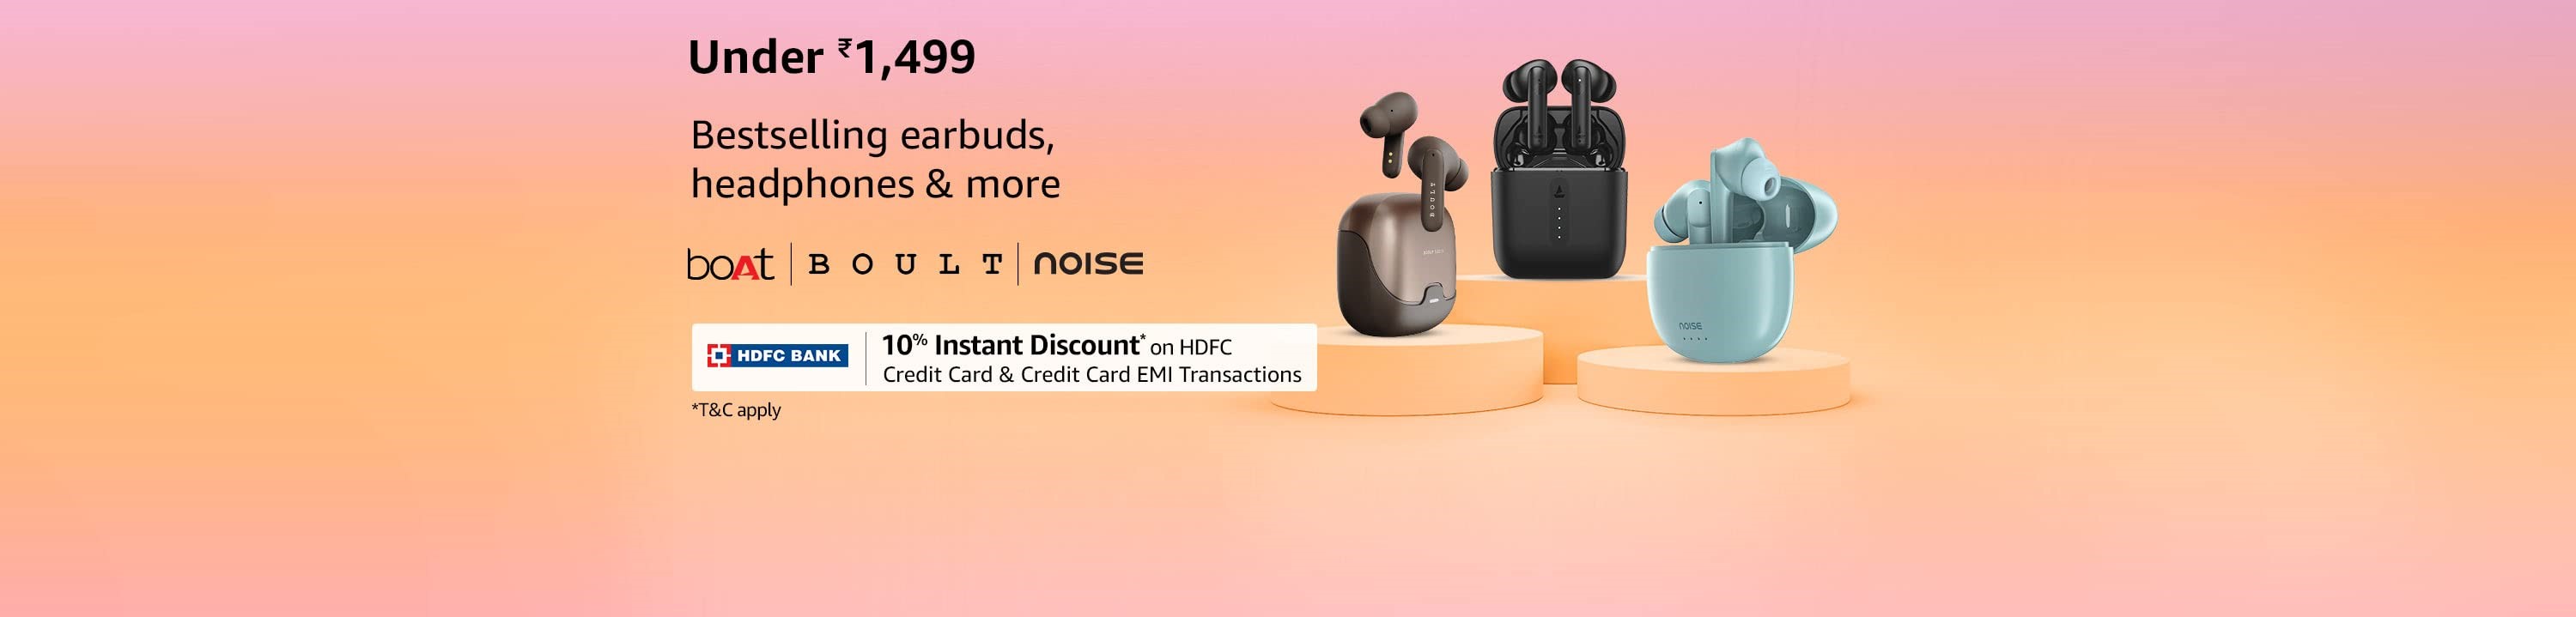 Under ₹1,499
Bestselling earbuds,
headphones & more
boAt | BOULT | NOISE
HDFC BANK
10% Instant Discount* on HDFC
Credit Card & Credit Card EMI Transactions
*T&C apply
BOULT
NOISE